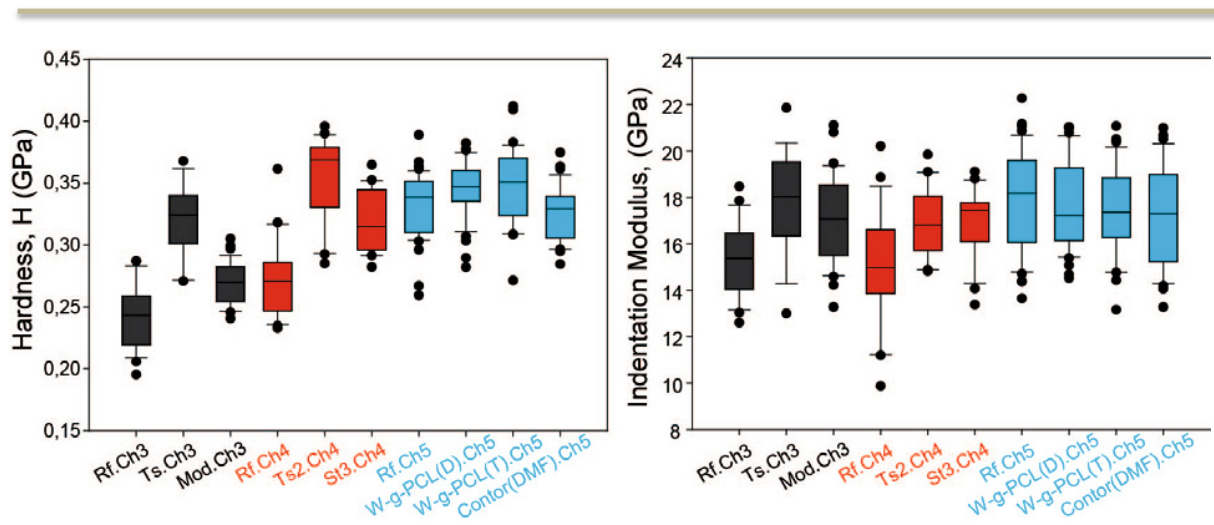 Hardness, H (GPa)
0,45
0,40
0,35
0,30
0,25
0,20
0,15
Rf.Ch3
Ts.Ch3
Mod.Ch3
Rf.Ch4
Ts2.Ch4
St3.Ch4
Rf.Ch5
W-g-PCL(D).Ch5
W-g-PCL(T).Ch5
Contor(DMF).Ch5
Indentation Modulus, (GPa)
24
22
20
18
16
14
12
10
8
Rf.Ch3
Ts.Ch3
Mod.Ch3
Rf.Ch4
Ts2.Ch4
St3.Ch4
Rf.Ch5
W-g-PCL(D).Ch5
W-g-PCL(T).Ch5
Contor(DMF).Ch5